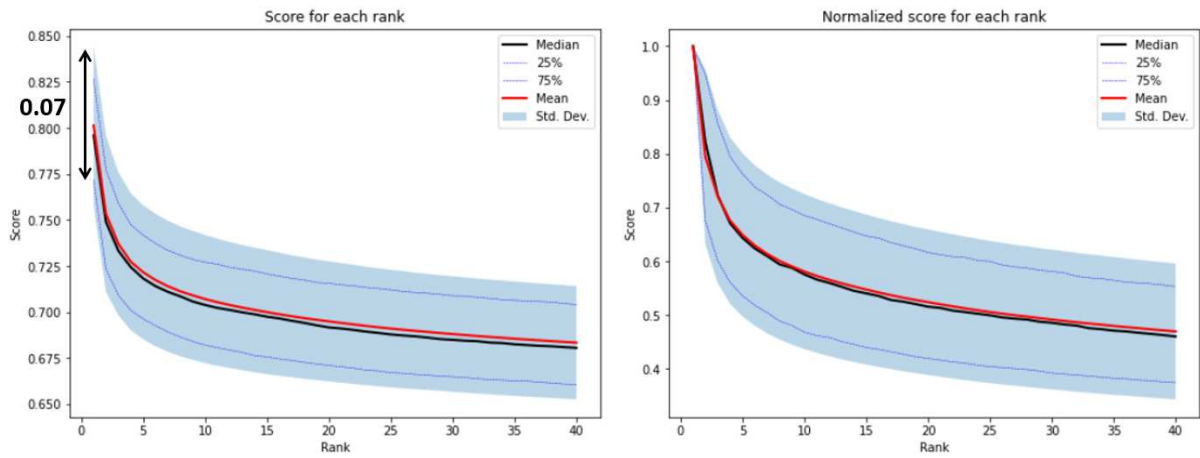 Score for each rank
0.850
0.825
0.800
0.775
0.750
0.725
0.700
0.675
0.650
Score
0.07
Median
25%
75%
Mean
Std. Dev.
0 5 10 15 20 25 30 35 40
Rank
Normalized score for each rank
1.0
0.9
0.8
0.7
0.6
0.5
0.4
Score
Median
25%
75%
Mean
Std. Dev.
0 5 10 15 20 25 30 35 40
Rank